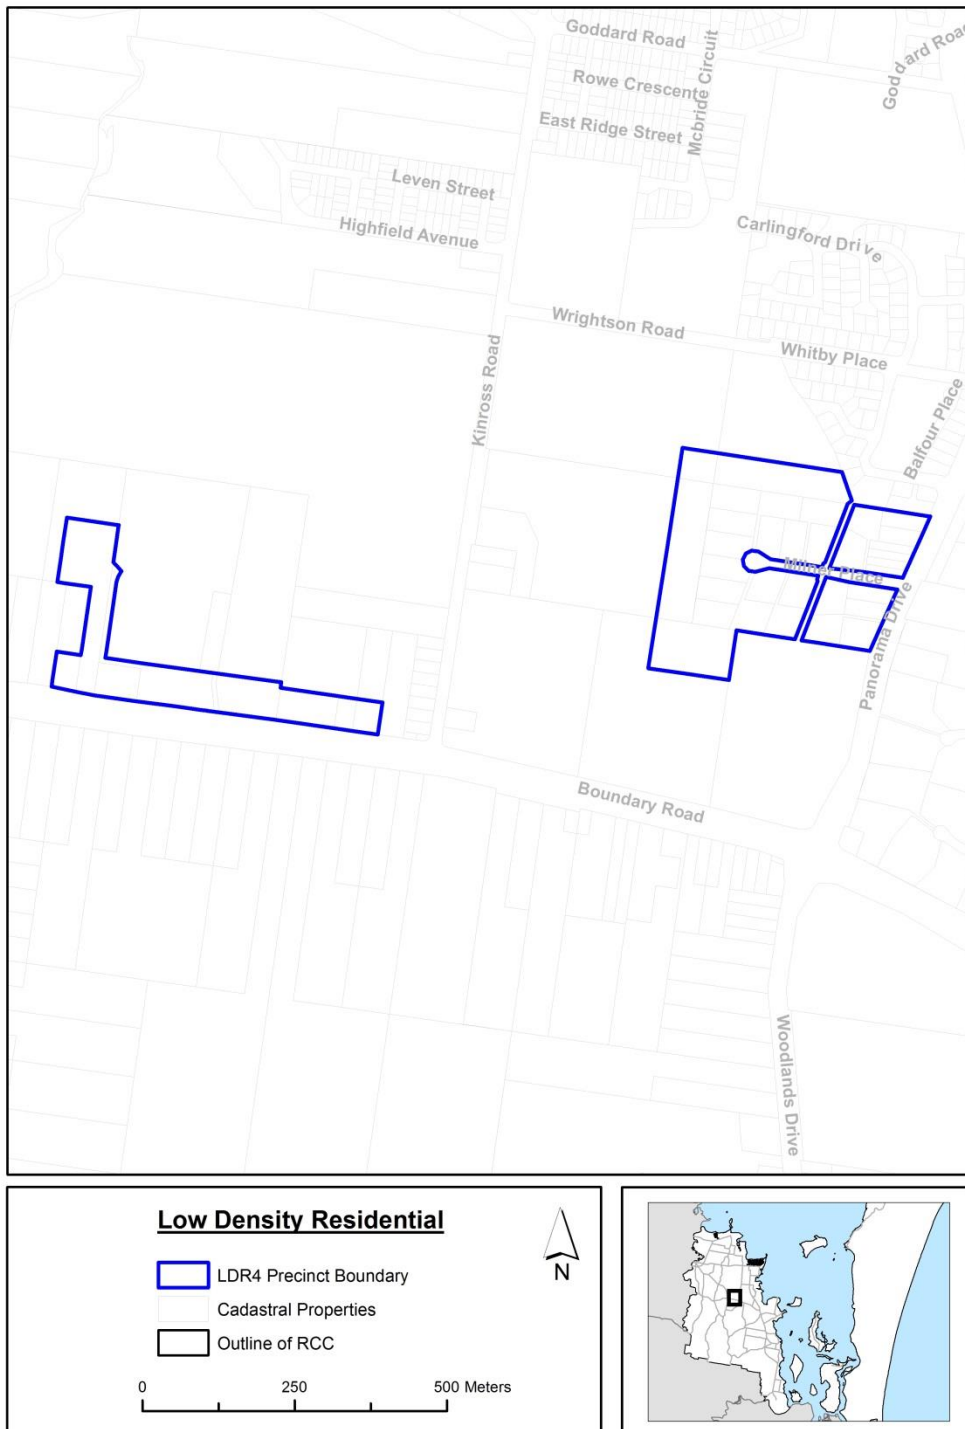 Goddard Road
Goddard Road
Rowe Crescent
Mcbride Circuit
East Ridge Street
Leven Street
Highfield Avenue
Carlingford Drive
Wrightson Road
Whitby Place
Kinross Road
Balfour Place
Milner Place
Panorama Drive
Boundary Road
Woodlands Drive
Low Density Residential
LDR4 Precinct Boundary
Cadastral Properties
Outline of RCC
N
0 250 500 Meters